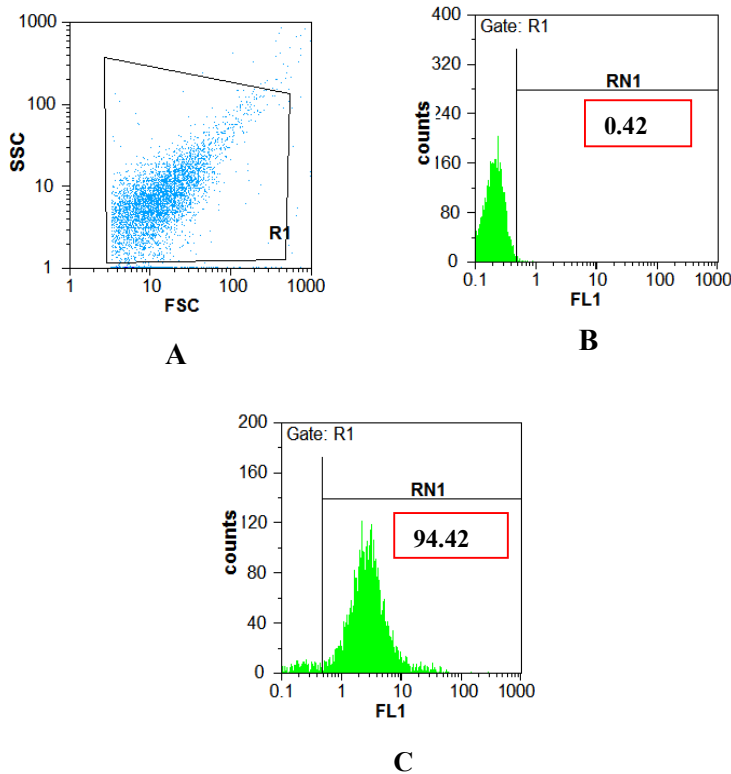 1000
100
10
1
SSC
R1
1 10 100 1000
FSC
A
400
320
240
160
80
0
counts
Gate: R1
RN1
0.42
0.1 1 10 100 1000
FL1
B
200
160
120
80
40
0
counts
Gate: R1
RN1
94.42
0.1 1 10 100 1000
FL1
C